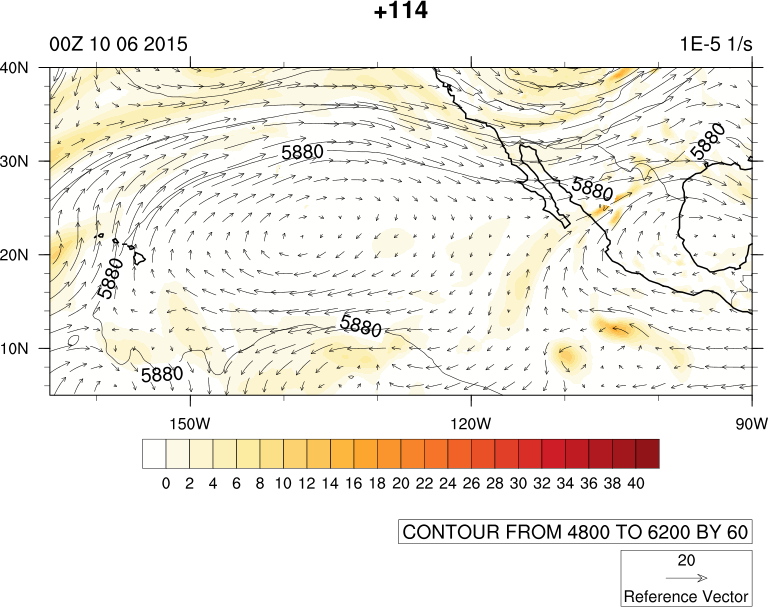 +114
00Z 10 06 2015 1E-5 1/s
40N
5880
5880
30N
5880
5880
20N
5880
10N
5880
150W 120W 90W
0 2 4 6 8 10 12 14 16 18 20 22 24 26 28 30 32 34 36 38 40
CONTOUR FROM 4800 TO 6200 BY 60
20
Reference Vector